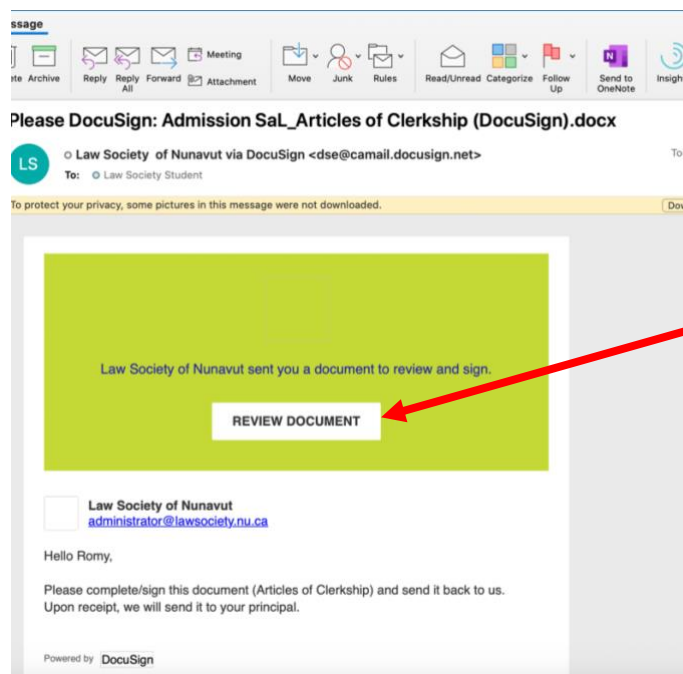 ssage
Meeting
te Archive Reply Reply All Forward Attachment Move Junk Rules Read/Unread Categorize Follow Up Send to OneNote Insigh
Please DocuSign: Admission SaL_Articles of Clerkship (DocuSign).docx
LS Law Society of Nunavut via DocuSign <dse@camail.docusign.net> To
To: Law Society Student
To protect your privacy, some pictures in this message were not downloaded. Dov
Law Society of Nunavut sent you a document to review and sign.
REVIEW DOCUMENT
Law Society of Nunavut
administrator@lawsociety.nu.ca
Hello Romy,
Please complete/sign this document (Articles of Clerkship) and send it back to us.
Upon receipt, we will send it to your principal.
Powered by DocuSign